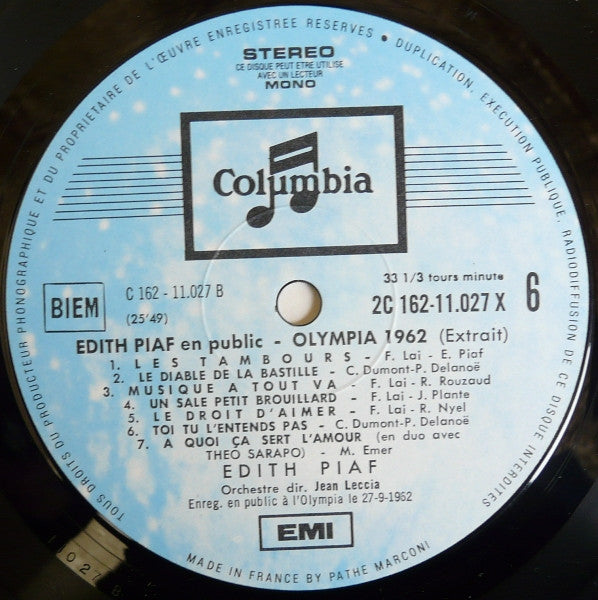 TOUS DROITS DU PRODUCTEUR PHONOGRAPHIQUE ET DU PROPRIETAIRE DE L'ŒUVRE ENREGISTREE RESERVES • DUPLICATION, EXECUTION PUBLIQUE, RADIODIFFUSION DE CE DISQUE INTERDITES
STEREO
CE DISQUE PEUT ETRE UTILISE
AVEC UN LECTEUR
MONO
Columbia
BIEM
C 162 - 11.027 B
(25'49)
33 1/3 tours minute
2C 162-11.027 X
6
EDITH PIAF en public - OLYMPIA 1962 (Extrait)
1. LES TAMBOURS - F. Lai - E. Piaf
2. LE DIABLE DE LA BASTILLE - C. Dumont-P. Delanoë
3. MUSIQUE A TOUT VA - F. Lai - R. Rouzaud
4. UN SALE PETIT BROUILLARD - F. Lai - J. Plante
5. LE DROIT D'AIMER - F. Lai - R. Nyel
6. TOI TU L'ENTENDS PAS - C. Dumont-P. Delanoë
7. A QUOI ÇA SERT L'AMOUR (en duo avec
THEO SARAPO) - M. Emer
EDITH PIAF
Orchestre dir. Jean Leccia
Enreg. en public à l'Olympia le 27-9-1962
EMI
MADE IN FRANCE BY PATHE MARCONI